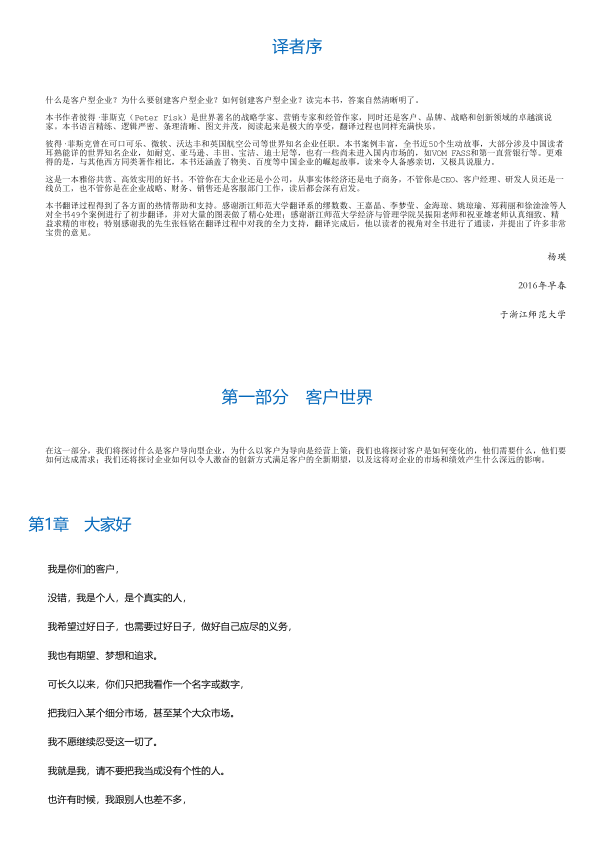 译者序
什么是客户型企业？为什么要创建客户型企业？如何创建客户型企业？读完本书，答案自然清晰明了。
本书作者彼得·菲斯克（Peter Fisk）是世界著名的战略学家、营销专家和经管作家，同时还是客户、品牌、战略和创新领域的卓越演说
家。本书语言精练、逻辑严密、条理清晰、图文并茂，阅读起来是极大的享受，翻译过程也同样充满快乐。
彼得·菲斯克曾在可口可乐、微软、沃达丰和英国航空公司等世界知名企业任职。本书案例丰富，全书近50个生动故事，大部分涉及中国读者
耳熟能详的世界知名企业，如耐克、亚马逊、丰田、宝洁、迪士尼等，也有一些尚未进入国内市场的，如VOM FASS和第一直营银行等。更难
得的是，与其他西方同类著作相比，本书还涵盖了物美、百度等中国企业的崛起故事，读来令人备感亲切，又极具说服力。
这是一本雅俗共赏、高效实用的好书。不管你在大企业还是小公司，从事实体经济还是电子商务，不管你是CEO、客户经理、研发人员还是一
线员工，也不管你是在企业战略、财务、销售还是客服部门工作，读后都会深有启发。
本书翻译过程得到了各方面的热情帮助和支持。感谢浙江师范大学翻译系的缪数数、王嘉晶、李梦莹、金海琼、姚琼瑜、郑莉丽和徐淦淦等人
对全书49个案例进行了初步翻译，并对大量的图表做了精心处理；感谢浙江师范大学经济与管理学院吴振阳老师和祝亚雄老师认真细致、精
益求精的审校；特别感谢我的先生张钰铭在翻译过程中对我的全力支持，翻译完成后，他以读者的视角对全书进行了通读，并提出了许多非常
宝贵的意见。
杨瑛
2016年早春
于浙江师范大学
第一部分　客户世界
在这一部分，我们将探讨什么是客户导向型企业，为什么以客户为导向是经营上策；我们也将探讨客户是如何变化的，他们需要什么，他们要
如何达成需求；我们还将探讨企业如何以令人激奋的创新方式满足客户的全新期望，以及这将对企业的市场和绩效产生什么深远的影响。
第1章　大家好
我是你们的客户，
没错，我是个人，是个真实的人，
我希望过好日子，也需要过好日子，做好自己应尽的义务，
我也有期望、梦想和追求。
可长久以来，你们只把我看作一个名字或数字，
把我归入某个细分市场，甚至某个大众市场。
我不愿继续忍受这一切了。
我就是我，请不要把我当成没有个性的人。
也许有时候，我跟别人也差不多，